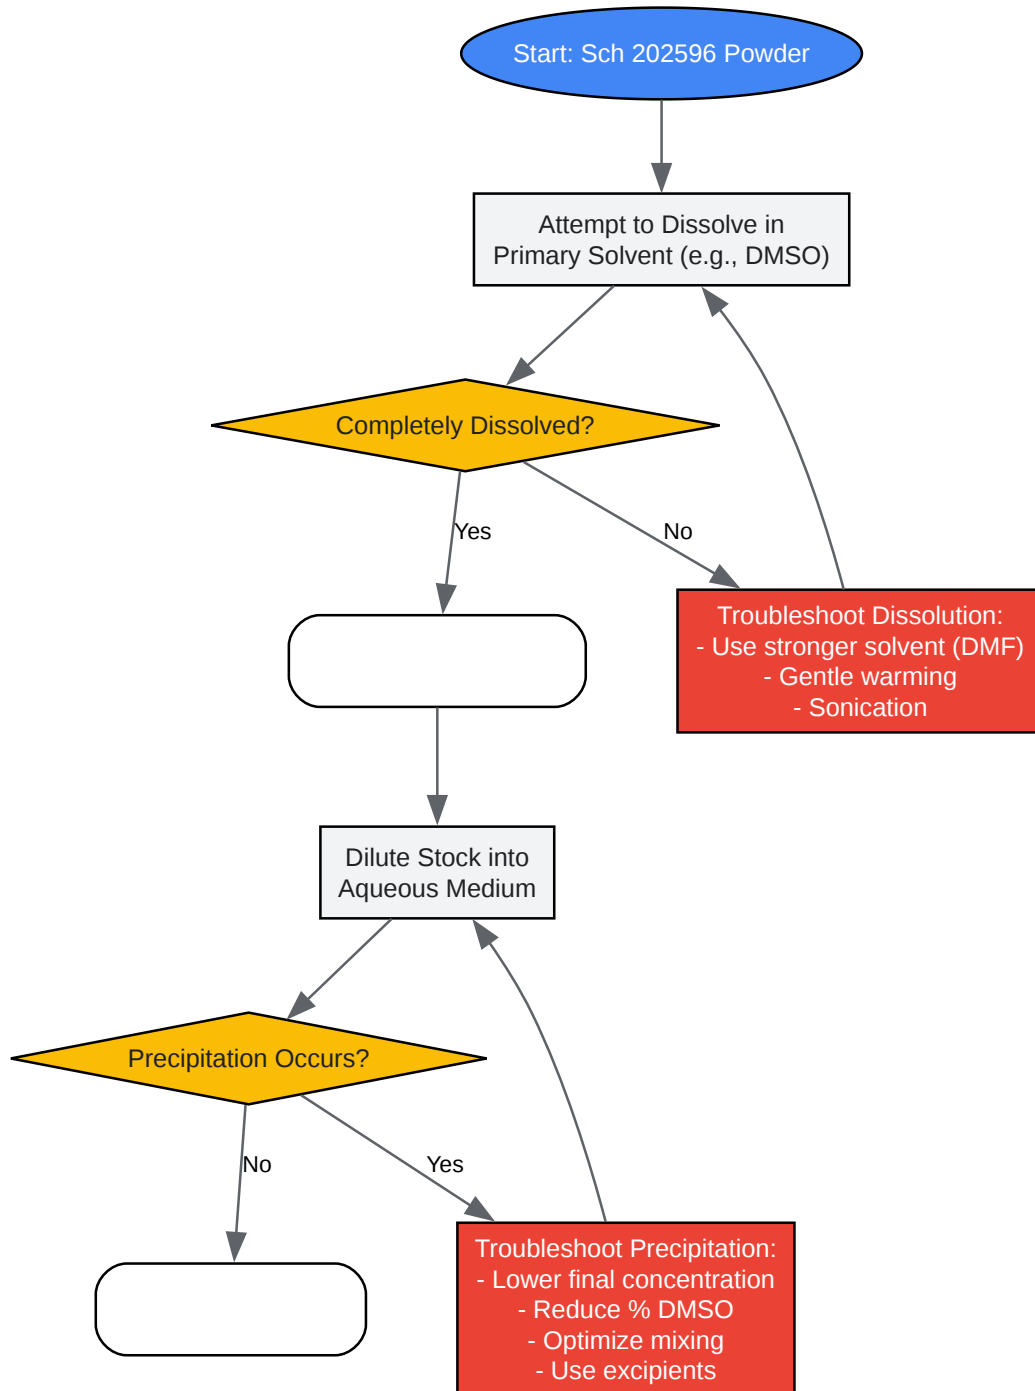 Start: Sch 202596 Powder
Attempt to Dissolve in
Primary Solvent (e.g., DMSO)
Completely Dissolved?
Yes
No
Troubleshoot Dissolution:
- Use stronger solvent (DMF)
- Gentle warming
- Sonication
Dilute Stock into
Aqueous Medium
Precipitation Occurs?
No
Yes
Troubleshoot Precipitation:
- Lower final concentration
- Reduce % DMSO
- Optimize mixing
- Use excipients